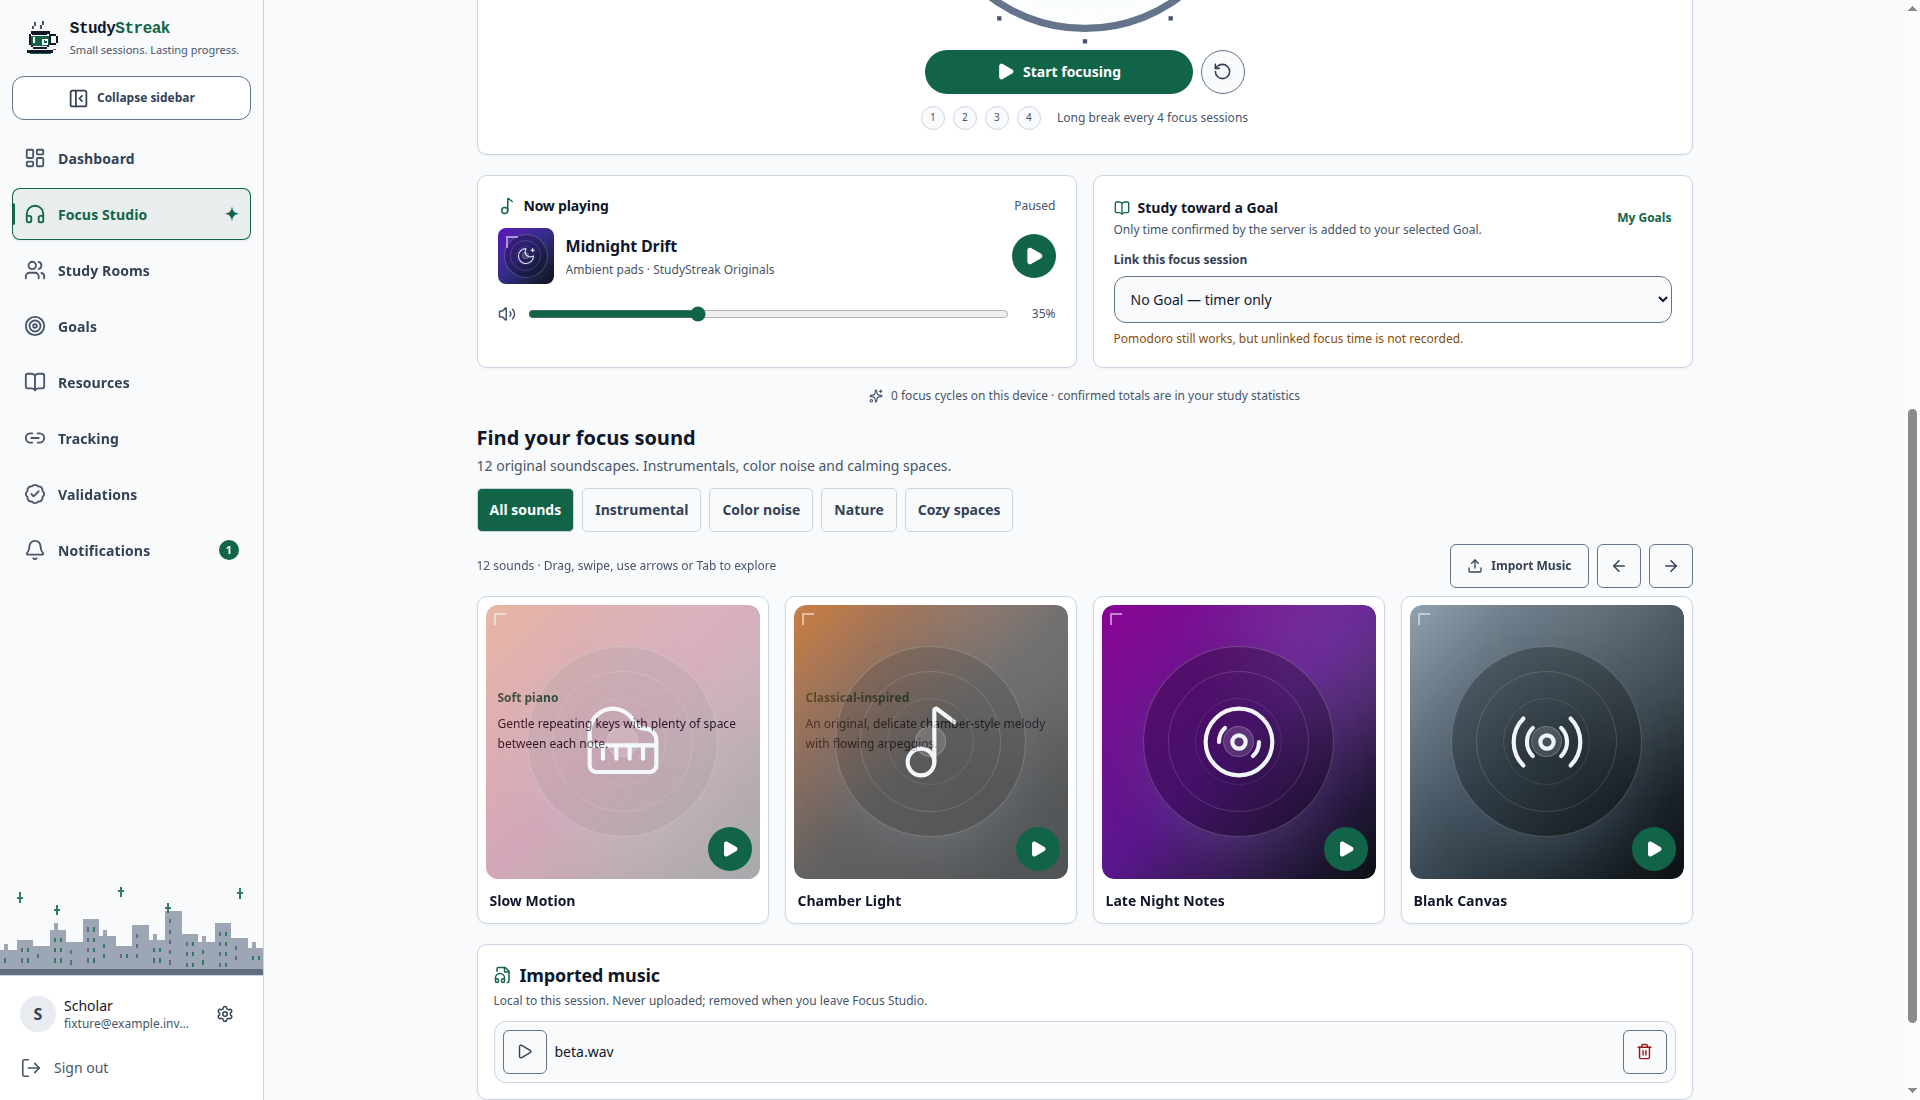 StudyStreak
Small sessions. Lasting progress.
Collapse sidebar
Dashboard
Focus Studio
Study Rooms
Goals
Resources
Tracking
Validations
Notifications
1
S
Scholar
fixture@example.inv...
Sign out
Start focusing
1 2 3 4 Long break every 4 focus sessions
Now playing
Paused
Midnight Drift
Ambient pads · StudyStreak Originals
35%
Study toward a Goal
Only time confirmed by the server is added to your selected Goal.
My Goals
Link this focus session
No Goal — timer only
Pomodoro still works, but unlinked focus time is not recorded.
0 focus cycles on this device · confirmed totals are in your study statistics
Find your focus sound
12 original soundscapes. Instrumentals, color noise and calming spaces.
All sounds
Instrumental
Color noise
Nature
Cozy spaces
12 sounds · Drag, swipe, use arrows or Tab to explore
Import Music
Soft piano
Gentle repeating keys with plenty of space
between each note.
Slow Motion
Classical-inspired
An original, delicate chamber-style melody
with flowing arpeggios.
Chamber Light
Late Night Notes
Blank Canvas
Imported music
Local to this session. Never uploaded; removed when you leave Focus Studio.
beta.wav